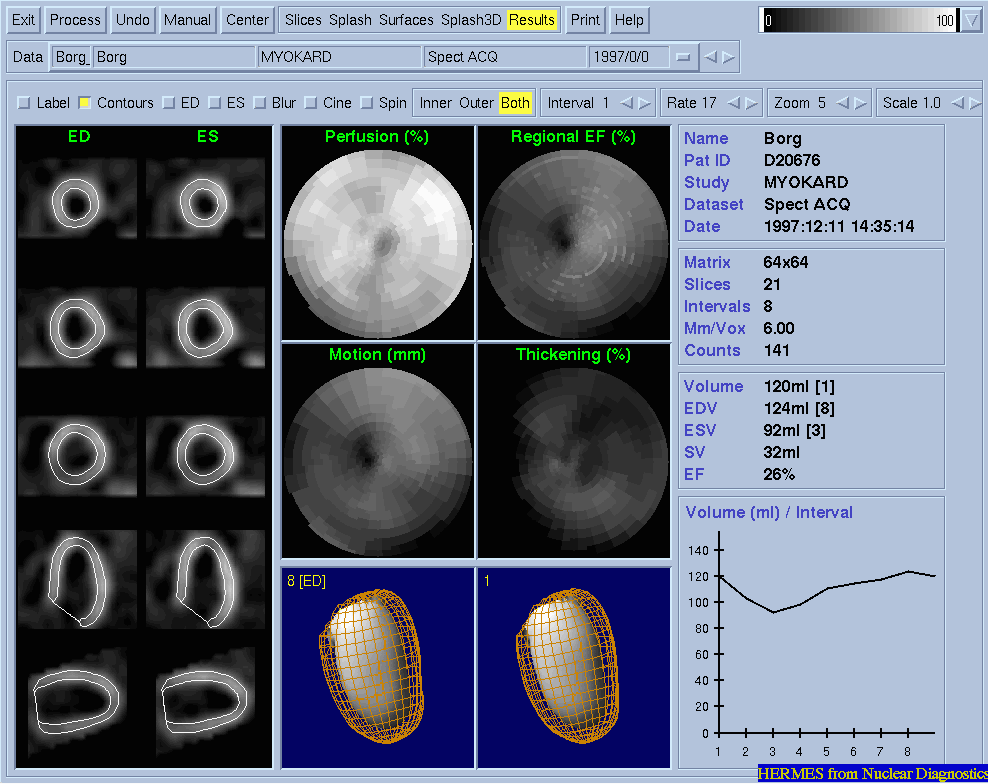 Exit Process Undo Manual Center Slices Splash Surfaces Splash3D Results Print Help 0 100
Data Borg_ Borg MYOKARD Spect ACQ 1997/0/0
Label Contours ED ES Blur Cine Spin Inner Outer Both Interval 1 Rate 17 Zoom 5 Scale 1.0
ED ES
Perfusion (%) Regional EF (%)
Motion (mm) Thickening (%)
8 [ED] 1
Name Borg
Pat ID D20676
Study MYOKARD
Dataset Spect ACQ
Date 1997:12:11 14:35:14
Matrix 64x64
Slices 21
Intervals 8
Mm/Vox 6.00
Counts 141
Volume 120ml [1]
EDV 124ml [8]
ESV 92ml [3]
SV 32ml
EF 26%
Volume (ml) / Interval
140
120
100
80
60
40
20
0
1 2 3 4 5 6 7 8
HERMES from Nuclear Diagnostics